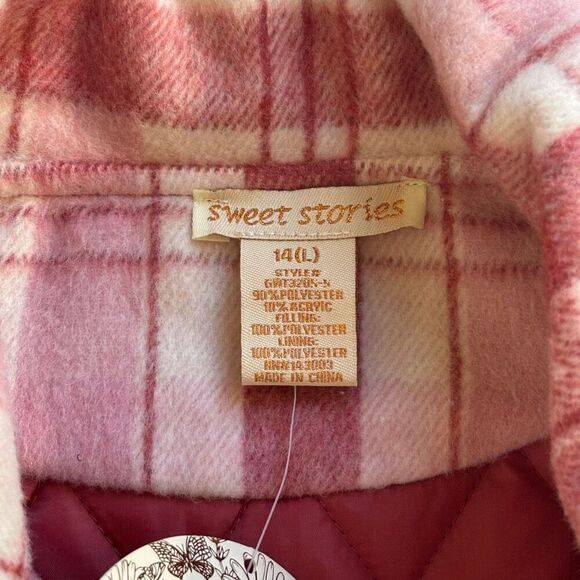 sweet stories
14(L)
STYLE#
GWT3205-S
90%POLYESTER
10%ACRYLIC
FILLING:
100%POLYESTER
LINING:
100%POLYESTER
RN#143003
MADE IN CHINA